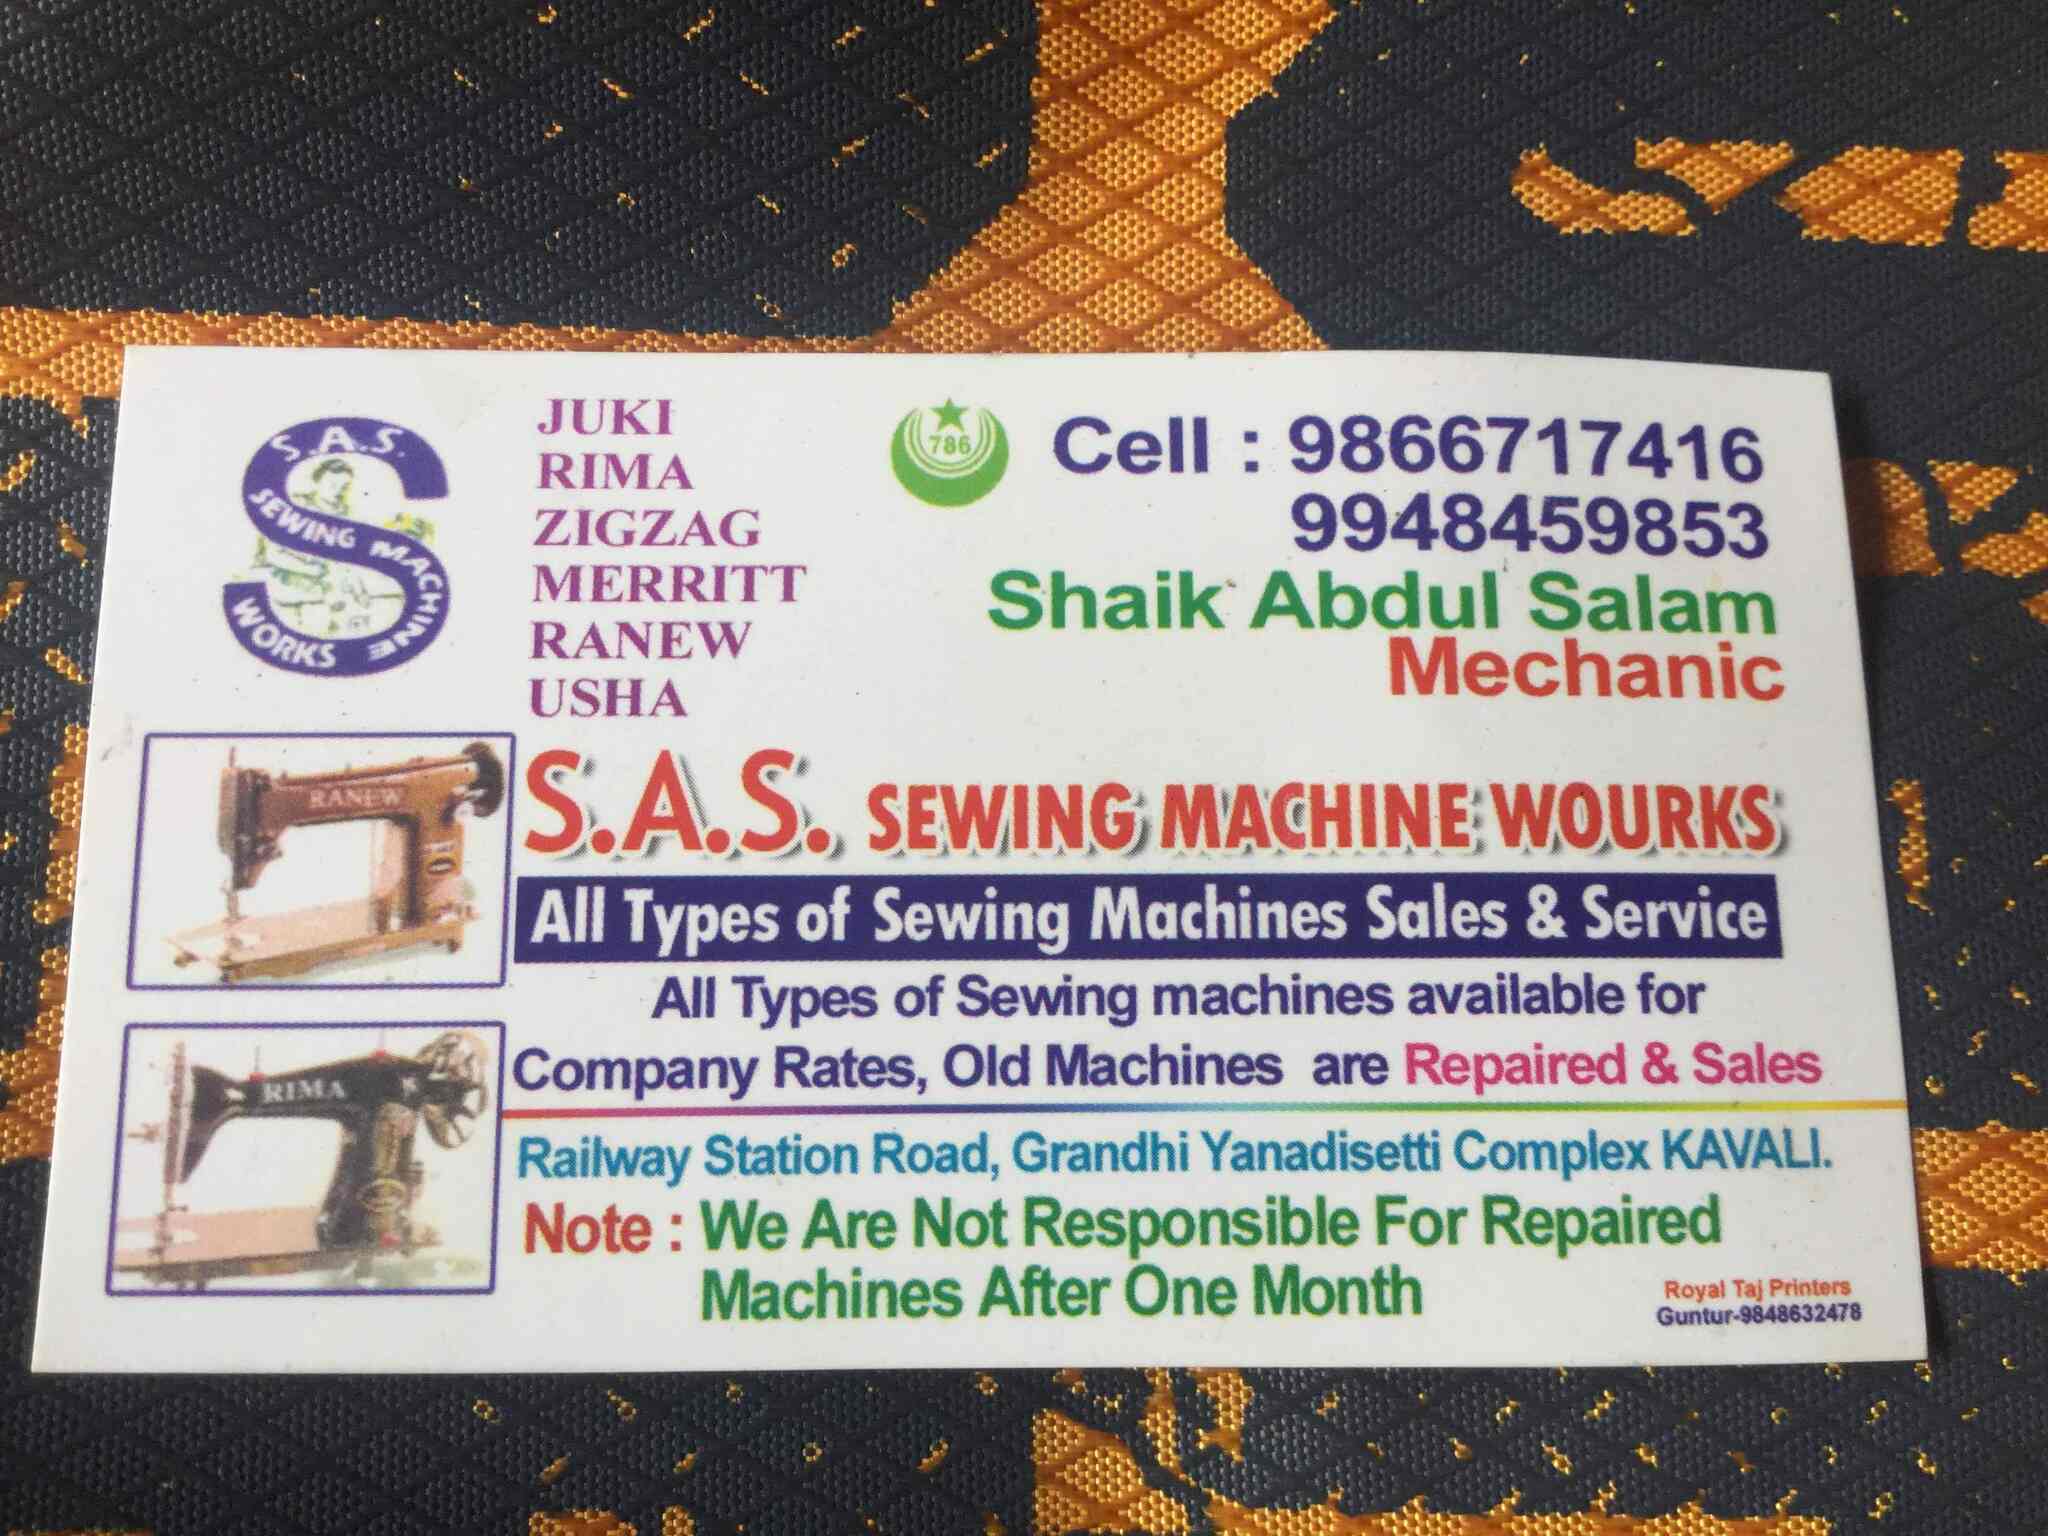 S.A.S.
SEWING MACHINE
WORKS
JUKI
RIMA
ZIGZAG
MERRITT
RANEW
USHA
786
Cell : 9866717416
9948459853
Shaik Abdul Salam
Mechanic
RANEW
S.A.S. SEWING MACHINE WOURKS
All Types of Sewing Machines Sales & Service
All Types of Sewing machines available for
Company Rates, Old Machines are Repaired & Sales
RIMA
Railway Station Road, Grandhi Yanadisetti Complex KAVALI.
Note : We Are Not Responsible For Repaired
Machines After One Month
Royal Taj Printers
Guntur-9848632478